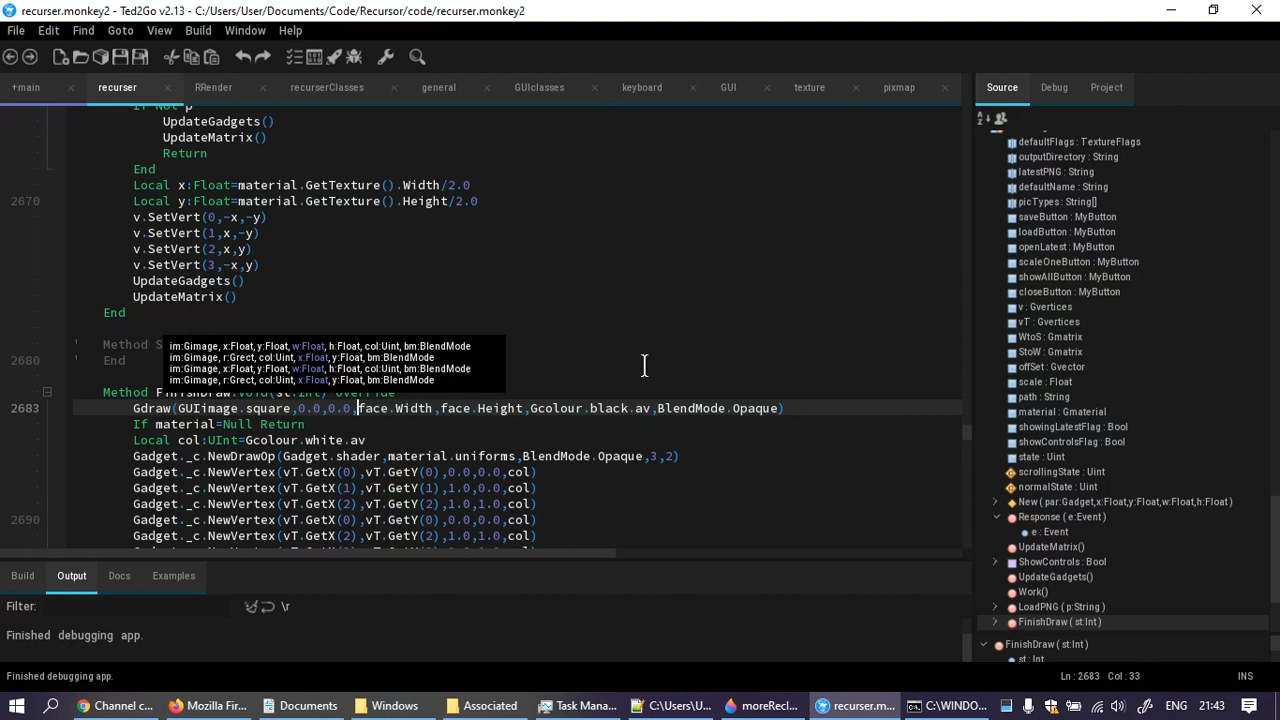 recurser.monkey2 - Ted2Go v2.13 - C:/Users/User/Documents/Code/Recursor/code/recurser.monkey2
File Edit Find Goto View Build Window Help
+main recurser RRender recurserClasses general GUIclasses keyboard GUI texture pixmap
Source Debug Project
If Not p
UpdateGadgets()
UpdateMatrix()
Return
End
Local x:Float=material.GetTexture().Width/2.0
2670 Local y:Float=material.GetTexture().Height/2.0
v.SetVert(0,-x,-y)
v.SetVert(1,x,-y)
v.SetVert(2,x,y)
v.SetVert(3,-x,y)
UpdateGadgets()
UpdateMatrix()
End
' Method S
2680 ' End
im:Gimage, x:Float, y:Float, w:Float, h:Float, col:Uint, bm:BlendMode
im:Gimage, r:Grect, col:Uint, x:Float, y:Float, bm:BlendMode
im:Gimage, x:Float, y:Float, w:Float, h:Float, col:Uint, bm:BlendMode
im:Gimage, r:Grect, col:Uint, x:Float, y:Float, bm:BlendMode
Method FinishDraw:Void(st:Int) Override
2683 Gdraw(GUIimage.square,0.0,0.0,face.Width,face.Height,Gcolour.black.av,BlendMode.Opaque)
If material=Null Return
Local col:UInt=Gcolour.white.av
Gadget._c.NewDrawOp(Gadget.shader,material.uniforms,BlendMode.Opaque,3,2)
Gadget._c.NewVertex(vT.GetX(0),vT.GetY(0),0.0,0.0,col)
Gadget._c.NewVertex(vT.GetX(1),vT.GetY(1),1.0,0.0,col)
Gadget._c.NewVertex(vT.GetX(2),vT.GetY(2),1.0,1.0,col)
2690 Gadget._c.NewVertex(vT.GetX(0),vT.GetY(0),0.0,0.0,col)
Gadget._c.NewVertex(vT.GetX(2),vT.GetY(2),1.0,1.0,col)
defaultFlags : TextureFlags
outputDirectory : String
latestPNG : String
defaultName : String
picTypes : String[]
saveButton : MyButton
loadButton : MyButton
openLatest : MyButton
scaleOneButton : MyButton
showAllButton : MyButton
closeButton : MyButton
v : Gvertices
vT : Gvertices
WtoS : Gmatrix
StoW : Gmatrix
offSet : Gvector
scale : Float
path : String
material : Gmaterial
showingLatestFlag : Bool
showControlsFlag : Bool
state : Uint
scrollingState : Uint
normalState : Uint
New ( par:Gadget,x:Float,y:Float,w:Float,h:Float )
Response ( e:Event )
e : Event
UpdateMatrix()
ShowControls : Bool
UpdateGadgets()
Work()
LoadPNG ( p:String )
FinishDraw ( st:Int )
FinishDraw ( st:Int )
st : Int
Build Output Docs Examples
Filter: \r
Finished debugging app.
Finished debugging app. Ln : 2683 Col : 33 INS
Channel c... Mozilla Fir... Documents Windows Associated Task Mana... C:\Users\U... moreRecl... recurser.m... C:\WINDO... ENG 21:43